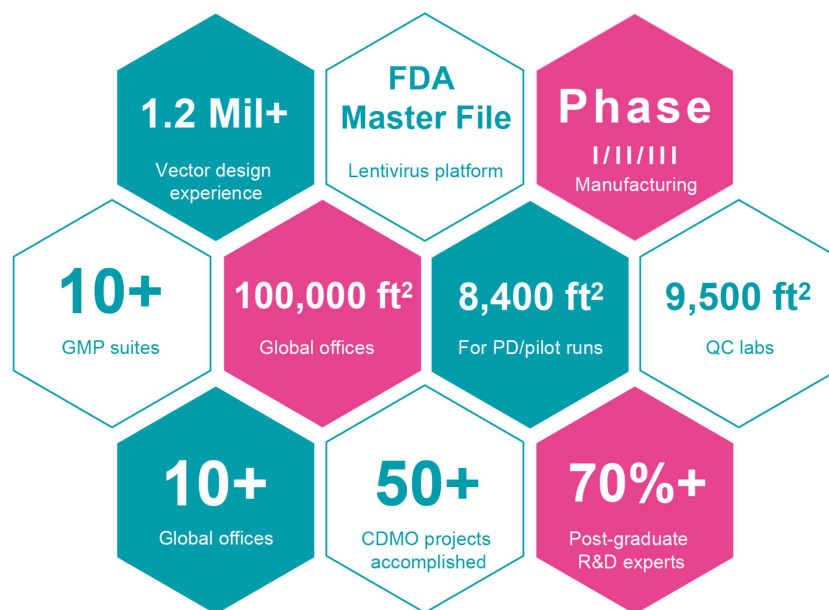 1.2 Mil+
Vector design
experience
FDA
Master File
Lentivirus platform
Phase
I/II/III
Manufacturing
10+
GMP suites
100,000 ft²
Global offices
8,400 ft²
For PD/pilot runs
9,500 ft²
QC labs
10+
Global offices
50+
CDMO projects
accomplished
70%+
Post-graduate
R&D experts